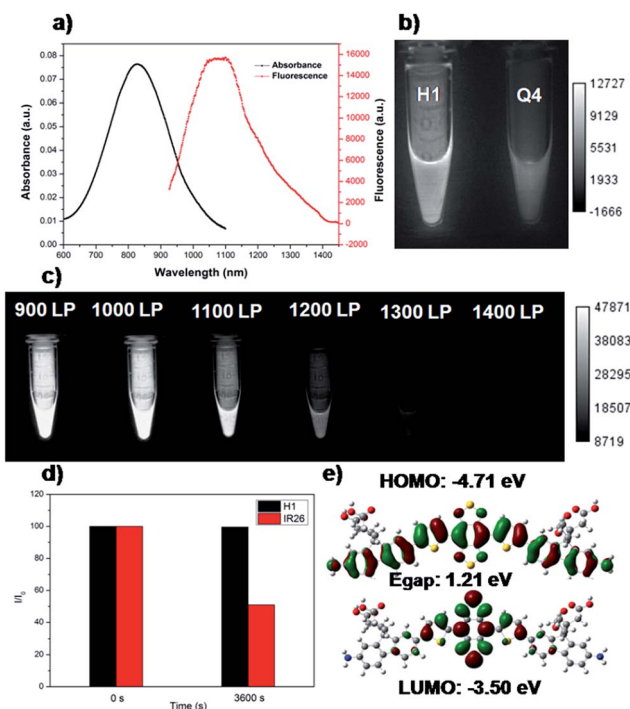 a)
0.08
0.07
0.06
0.05
0.04
0.03
0.02
0.01
0.00
Absorbance (a.u.)
600 700 800 900 1000 1100 1200 1300 1400
Wavelength (nm)
Absorbance
Fluorescence
16000
14000
12000
10000
8000
6000
4000
2000
0
-2000
Fluorescence (a.u.)
b)
H1 Q4
12727
9129
5531
1933
-1666
c)
900 LP 1000 LP 1100 LP 1200 LP 1300 LP 1400 LP
47871
38083
28295
18507
8719
d)
120
100
80
60
40
20
0
I/I0
H1
IR26
0 s 3600 s
Time (s)
e)
HOMO: -4.71 eV
Egap: 1.21 eV
LUMO: -3.50 eV